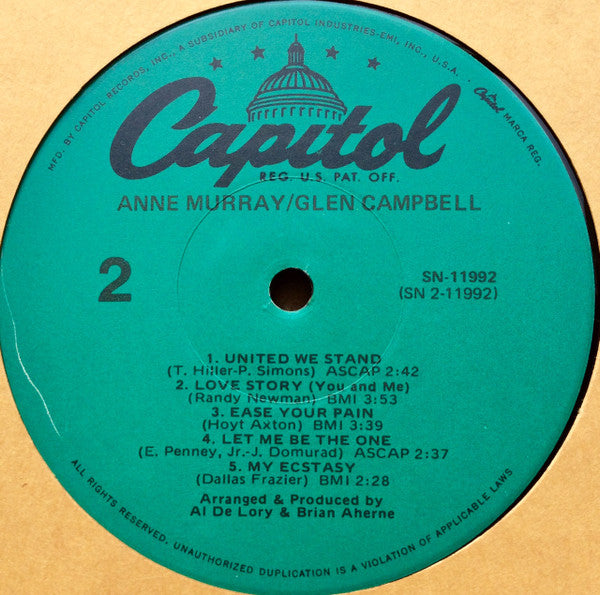 MFD. BY CAPITOL RECORDS, INC., A SUBSIDIARY OF CAPITOL INDUSTRIES-EMI, INC., U.S.A. · Capitol MARCA REG.
Capitol
REG. U.S. PAT. OFF.
ANNE MURRAY/GLEN CAMPBELL
2
SN-11992
(SN 2-11992)
1. UNITED WE STAND
(T. Hiller-P. Simons) ASCAP 2:42
2. LOVE STORY (You and Me)
(Randy Newman) BMI 3:53
3. EASE YOUR PAIN
(Hoyt Axton) BMI 3:39
4. LET ME BE THE ONE
(E. Penney, Jr.-J. Domurad) ASCAP 2:37
5. MY ECSTASY
(Dallas Frazier) BMI 2:28
Arranged & Produced by
Al De Lory & Brian Aherne
ALL RIGHTS RESERVED. UNAUTHORIZED DUPLICATION IS A VIOLATION OF APPLICABLE LAWS